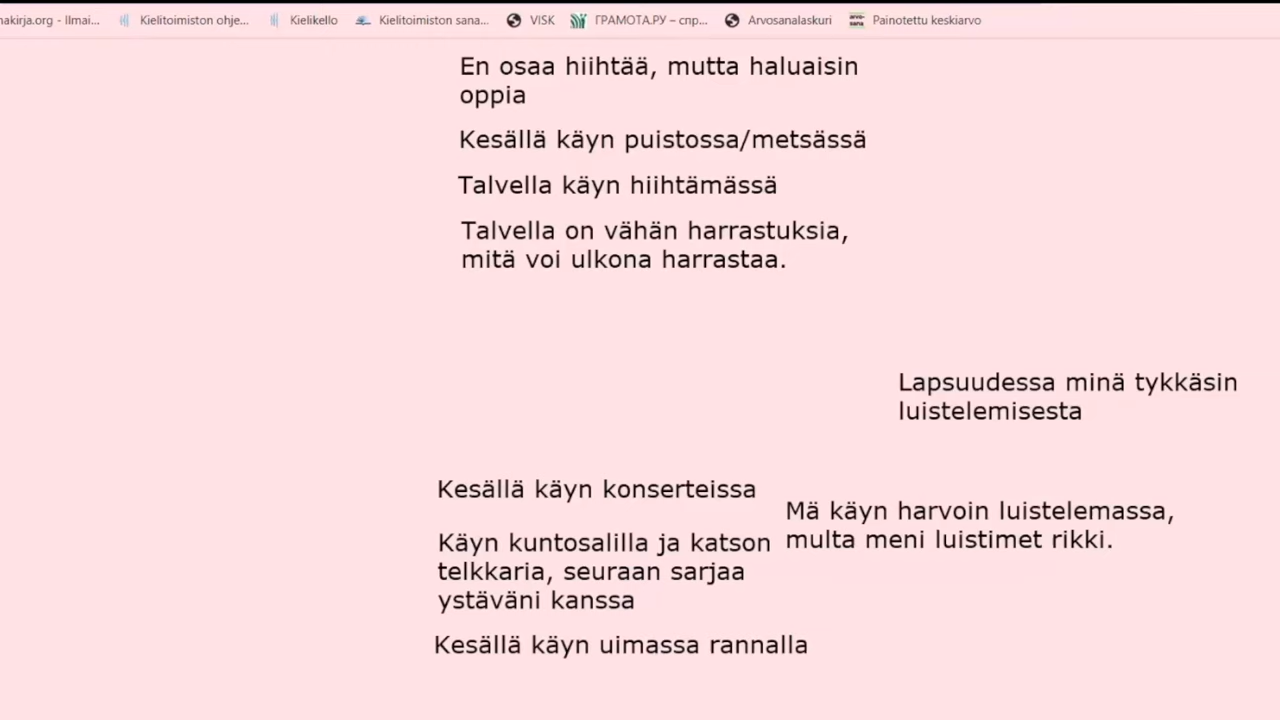 nakirja.org - Ilmai...
Kielitoimiston ohje...
Kielikello
Kielitoimiston sana...
VISK
ГРАМОТА.РУ – спр...
Arvosanalaskuri
arvo-
sana
Painotettu keskiarvo
En osaa hiihtää, mutta haluaisin
oppia
Kesällä käyn puistossa/metsässä
Talvella käyn hiihtämässä
Talvella on vähän harrastuksia,
mitä voi ulkona harrastaa.
Lapsuudessa minä tykkäsin
luistelemisesta
Kesällä käyn konserteissa
Mä käyn harvoin luistelemassa,
multa meni luistimet rikki.
Käyn kuntosalilla ja katson
telkkaria, seuraan sarjaa
ystäväni kanssa
Kesällä käyn uimassa rannalla